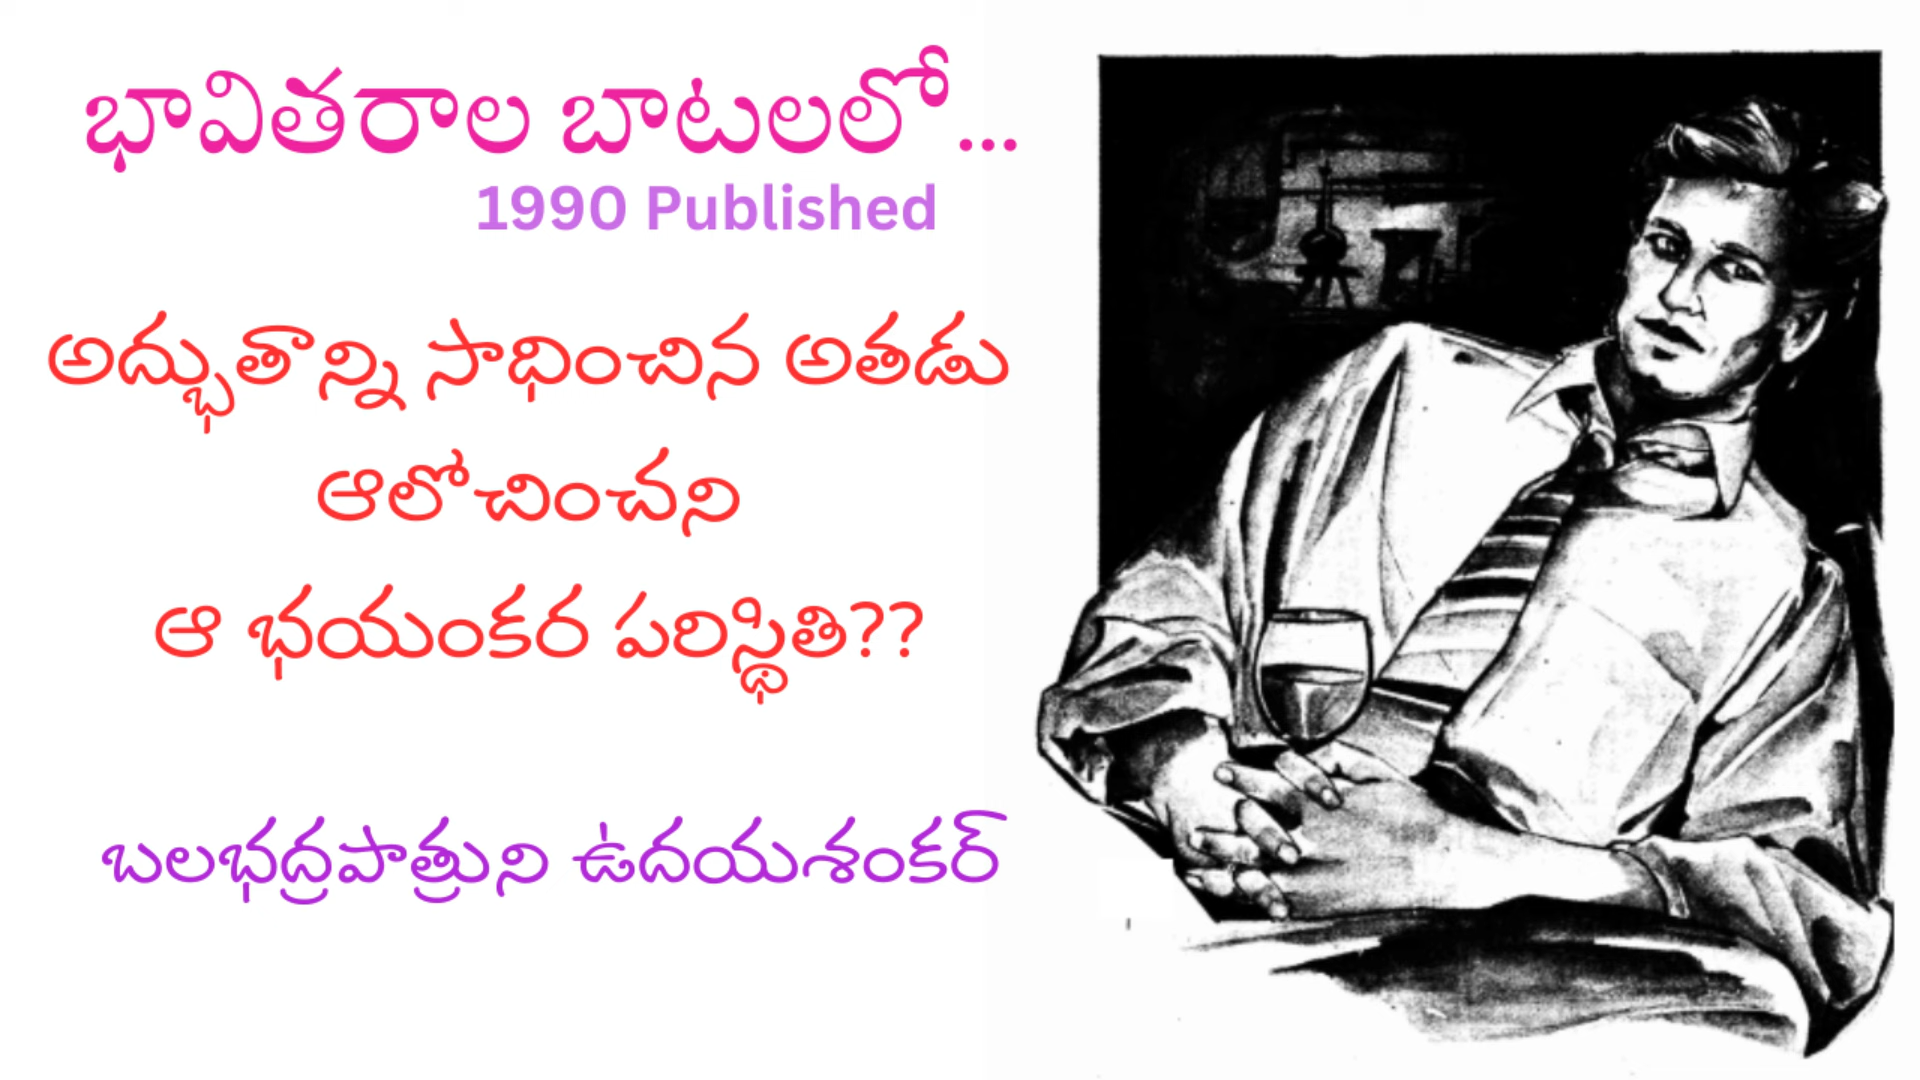 భావితరాల బాటలలో...
1990 Published
అద్భుతాన్ని సాధించిన అతడు
ఆలోచించని
ఆ భయంకర పరిస్థితి??
బలభద్రపాత్రుని ఉదయశంకర్